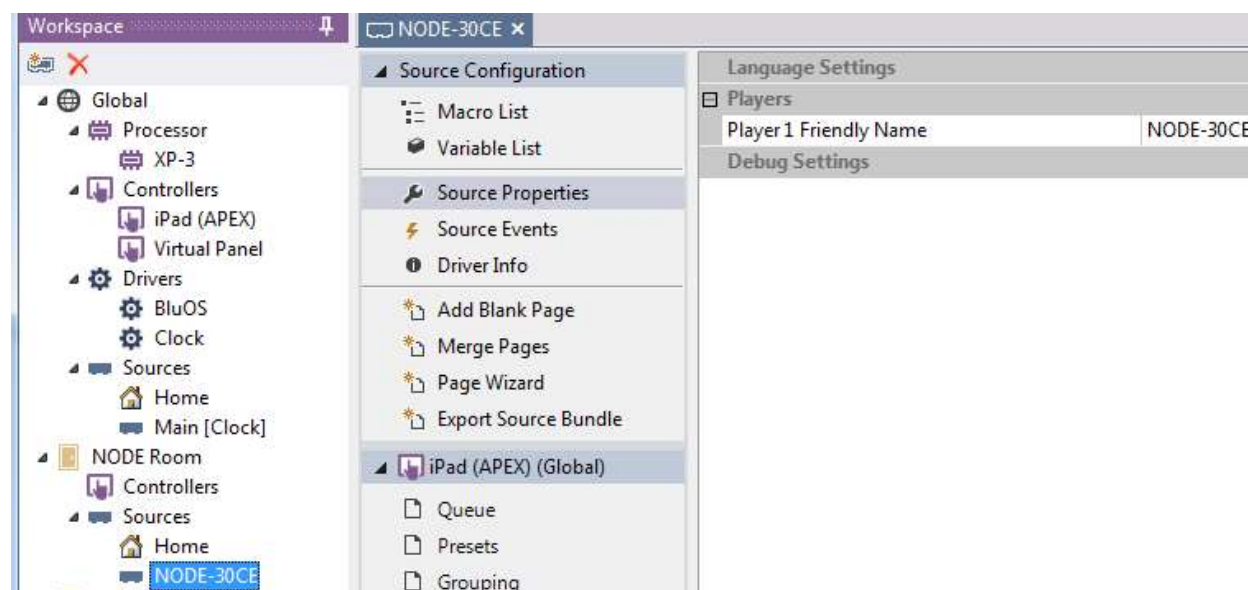 Workspace
Global
Processor
XP-3
Controllers
iPad (APEX)
Virtual Panel
Drivers
BluOS
Clock
Sources
Home
Main [Clock]
NODE Room
Controllers
Sources
Home
NODE-30CE
NODE-30CE
Source Configuration
Macro List
Variable List
Source Properties
Source Events
Driver Info
Add Blank Page
Merge Pages
Page Wizard
Export Source Bundle
iPad (APEX) (Global)
Queue
Presets
Grouping
Language Settings
Players
Player 1 Friendly Name NODE-30CE
Debug Settings